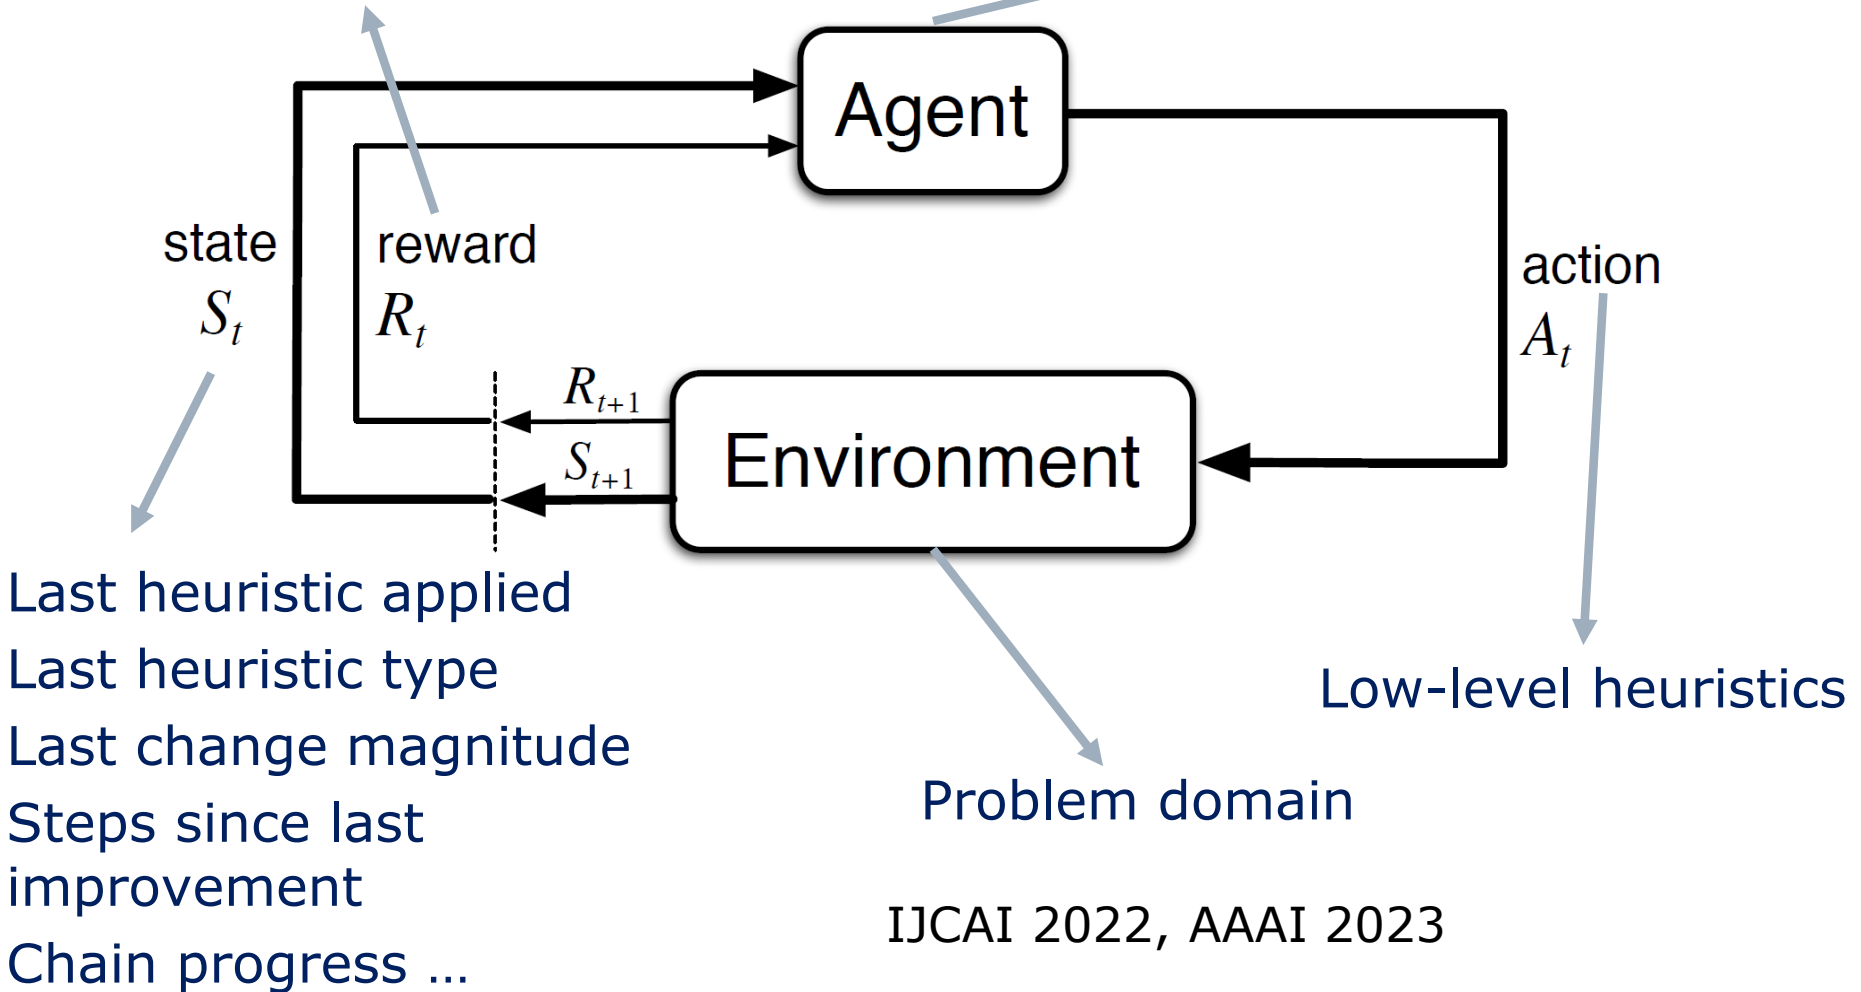 Agent
state
S_t
reward
R_t
action
A_t
R_{t+1}
S_{t+1}
Environment
Last heuristic applied
Last heuristic type
Last change magnitude
Steps since last
improvement
Chain progress ...
Low-level heuristics
Problem domain
IJCAI 2022, AAAI 2023